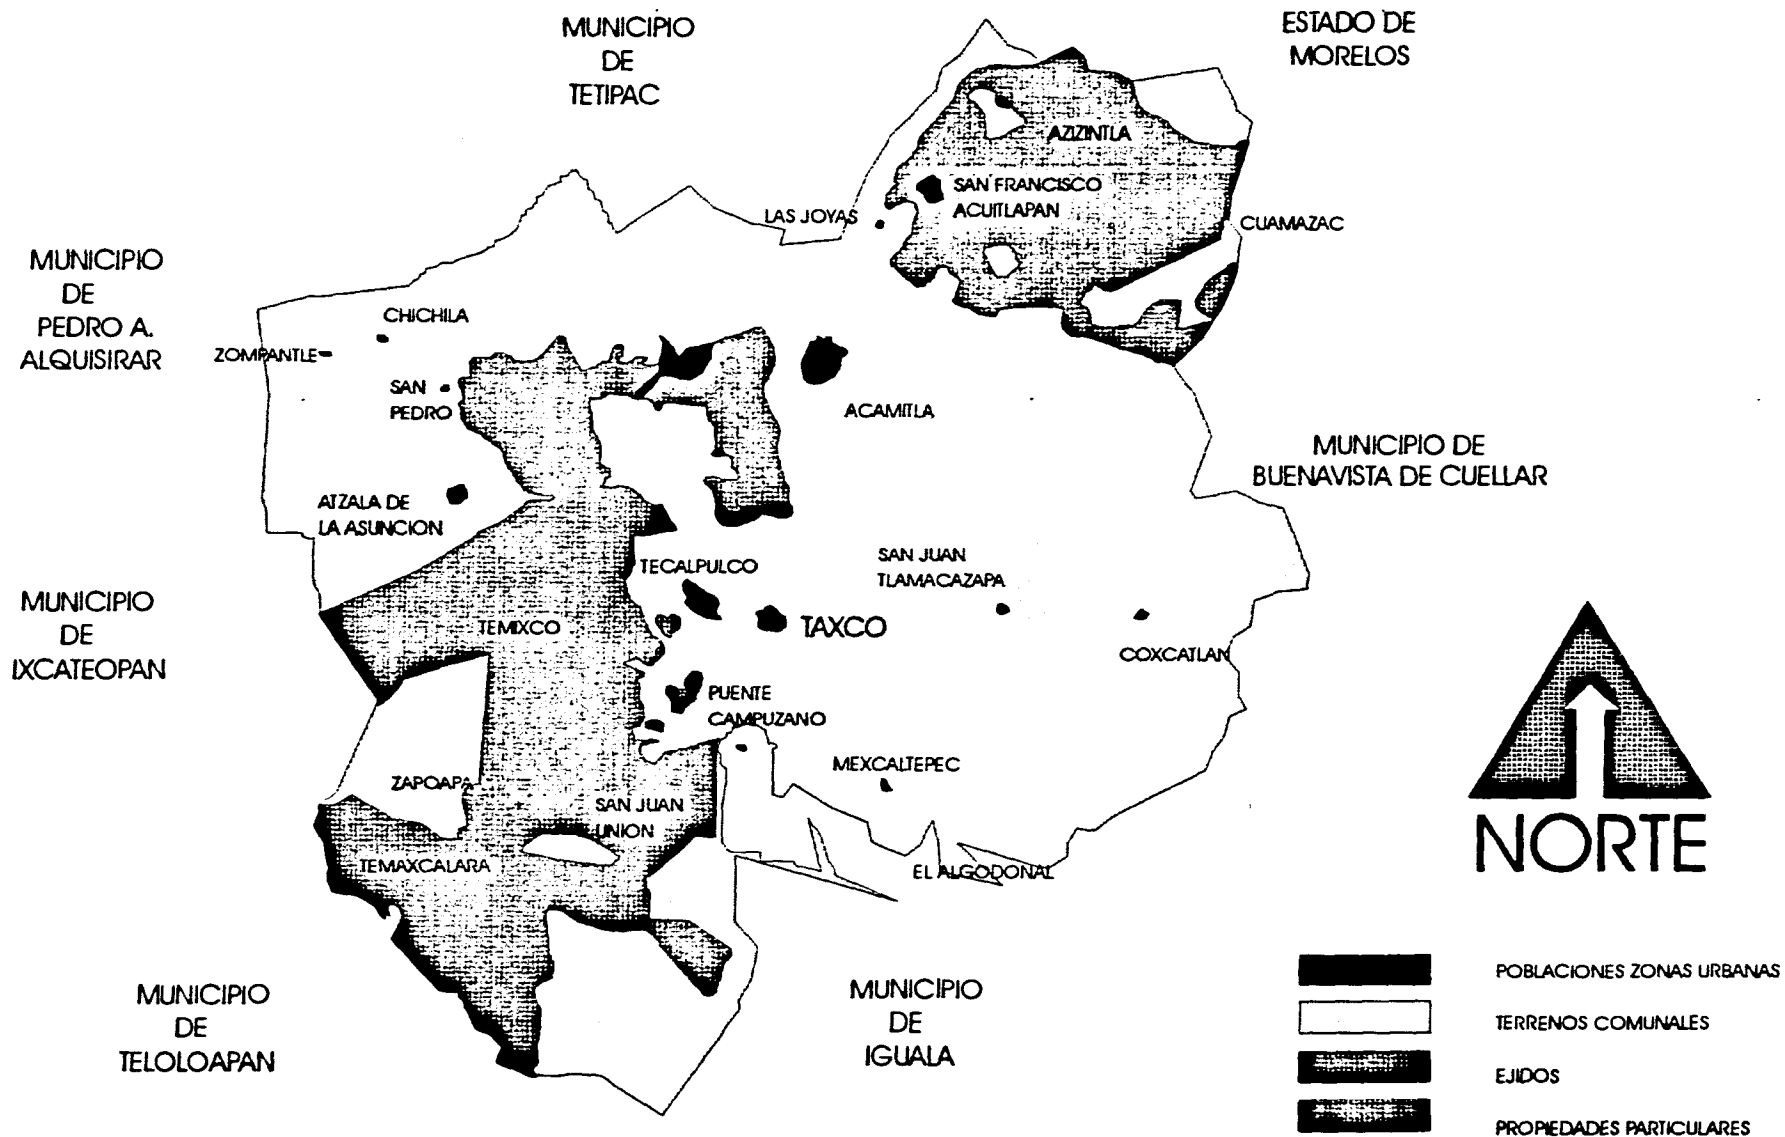 MUNICIPIO
DE
TETIPAC
ESTADO DE
MORELOS
AZIZINTLA
SAN FRANCISCO
ACUITLAPAN
LAS JOYAS
CUAMAZAC
MUNICIPIO
DE
PEDRO A.
ALQUISIRAR
CHICHILA
ZOMPANTLE
SAN
PEDRO
ACAMITLA
MUNICIPIO DE
BUENAVISTA DE CUELLAR
ATZALA DE
LA ASUNCION
TECALPULCO
SAN JUAN
TLAMACAZAPA
MUNICIPIO
DE
IXCATEOPAN
TEMIXCO
TAXCO
COXCATLAN
PUENTE
CAMPUZANO
MEXCALTEPEC
ZAPOAPA
SAN JUAN
UNION
TEMAXCALARA
EL ALGODONAL
NORTE
MUNICIPIO
DE
TELOLOAPAN
MUNICIPIO
DE
IGUALA
POBLACIONES ZONAS URBANAS
TERRENOS COMUNALES
EJIDOS
PROPIEDADES PARTICULARES